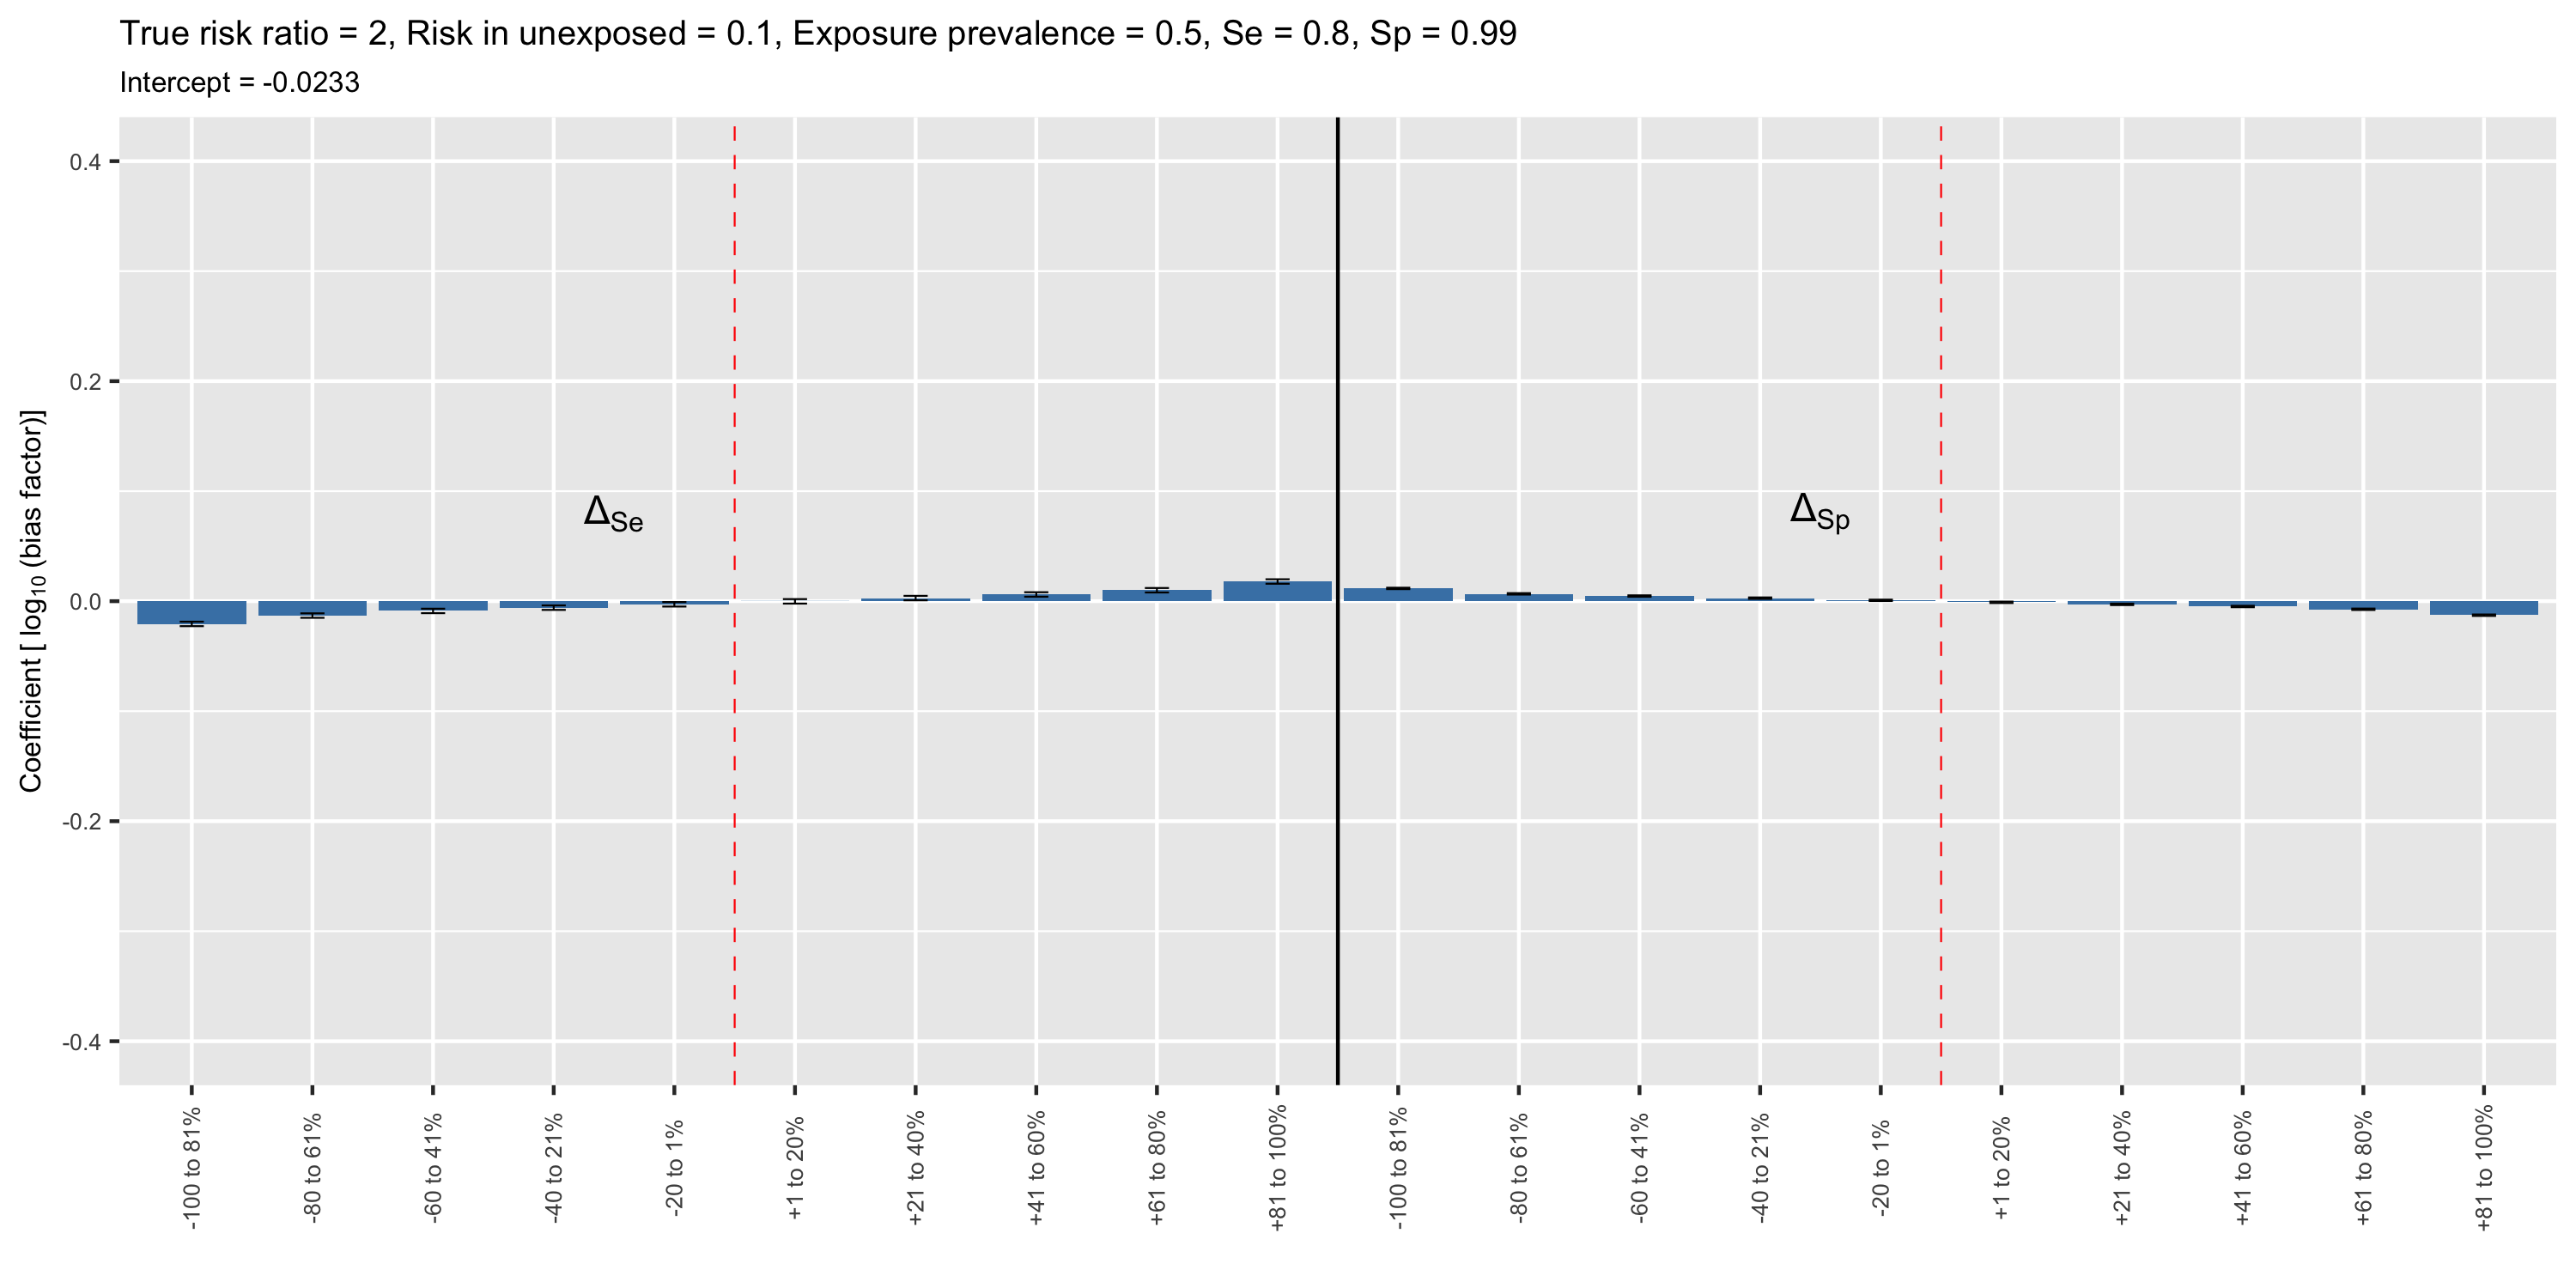 True risk ratio = 2, Risk in unexposed = 0.1, Exposure prevalence = 0.5, Se = 0.8, Sp = 0.99
Intercept = -0.0233
Coefficient [ log10 (bias factor)]
0.4
0.2
0.0
-0.2
-0.4
ΔSe
ΔSp
-100 to 81%
-80 to 61%
-60 to 41%
-40 to 21%
-20 to 1%
+1 to 20%
+21 to 40%
+41 to 60%
+61 to 80%
+81 to 100%
-100 to 81%
-80 to 61%
-60 to 41%
-40 to 21%
-20 to 1%
+1 to 20%
+21 to 40%
+41 to 60%
+61 to 80%
+81 to 100%